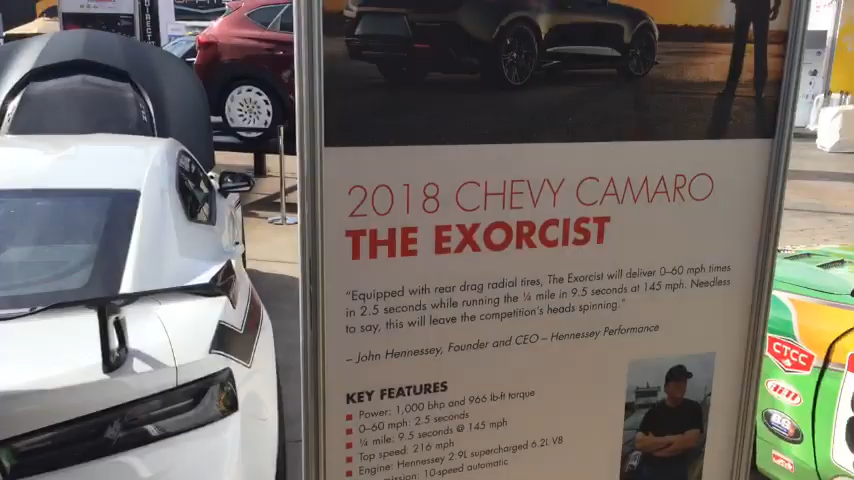 DIRECT
2018 CHEVY CAMARO
THE EXORCIST
“Equipped with rear drag radial tires, The Exorcist will deliver 0–60 mph times
in 2.5 seconds while running the ¼ mile in 9.5 seconds at 145 mph. Needless
to say, this will leave the competition’s heads spinning.”
– John Hennessey, Founder and CEO – Hennessey Performance
KEY FEATURES
Power: 1,000 bhp and 966 lb-ft torque
0–60 mph: 2.5 seconds
¼ mile: 9.5 seconds @ 145 mph
Top speed: 216 mph
Engine: Hennessey 2.9L supercharged 6.2L V8
10-speed automatic
CTCC